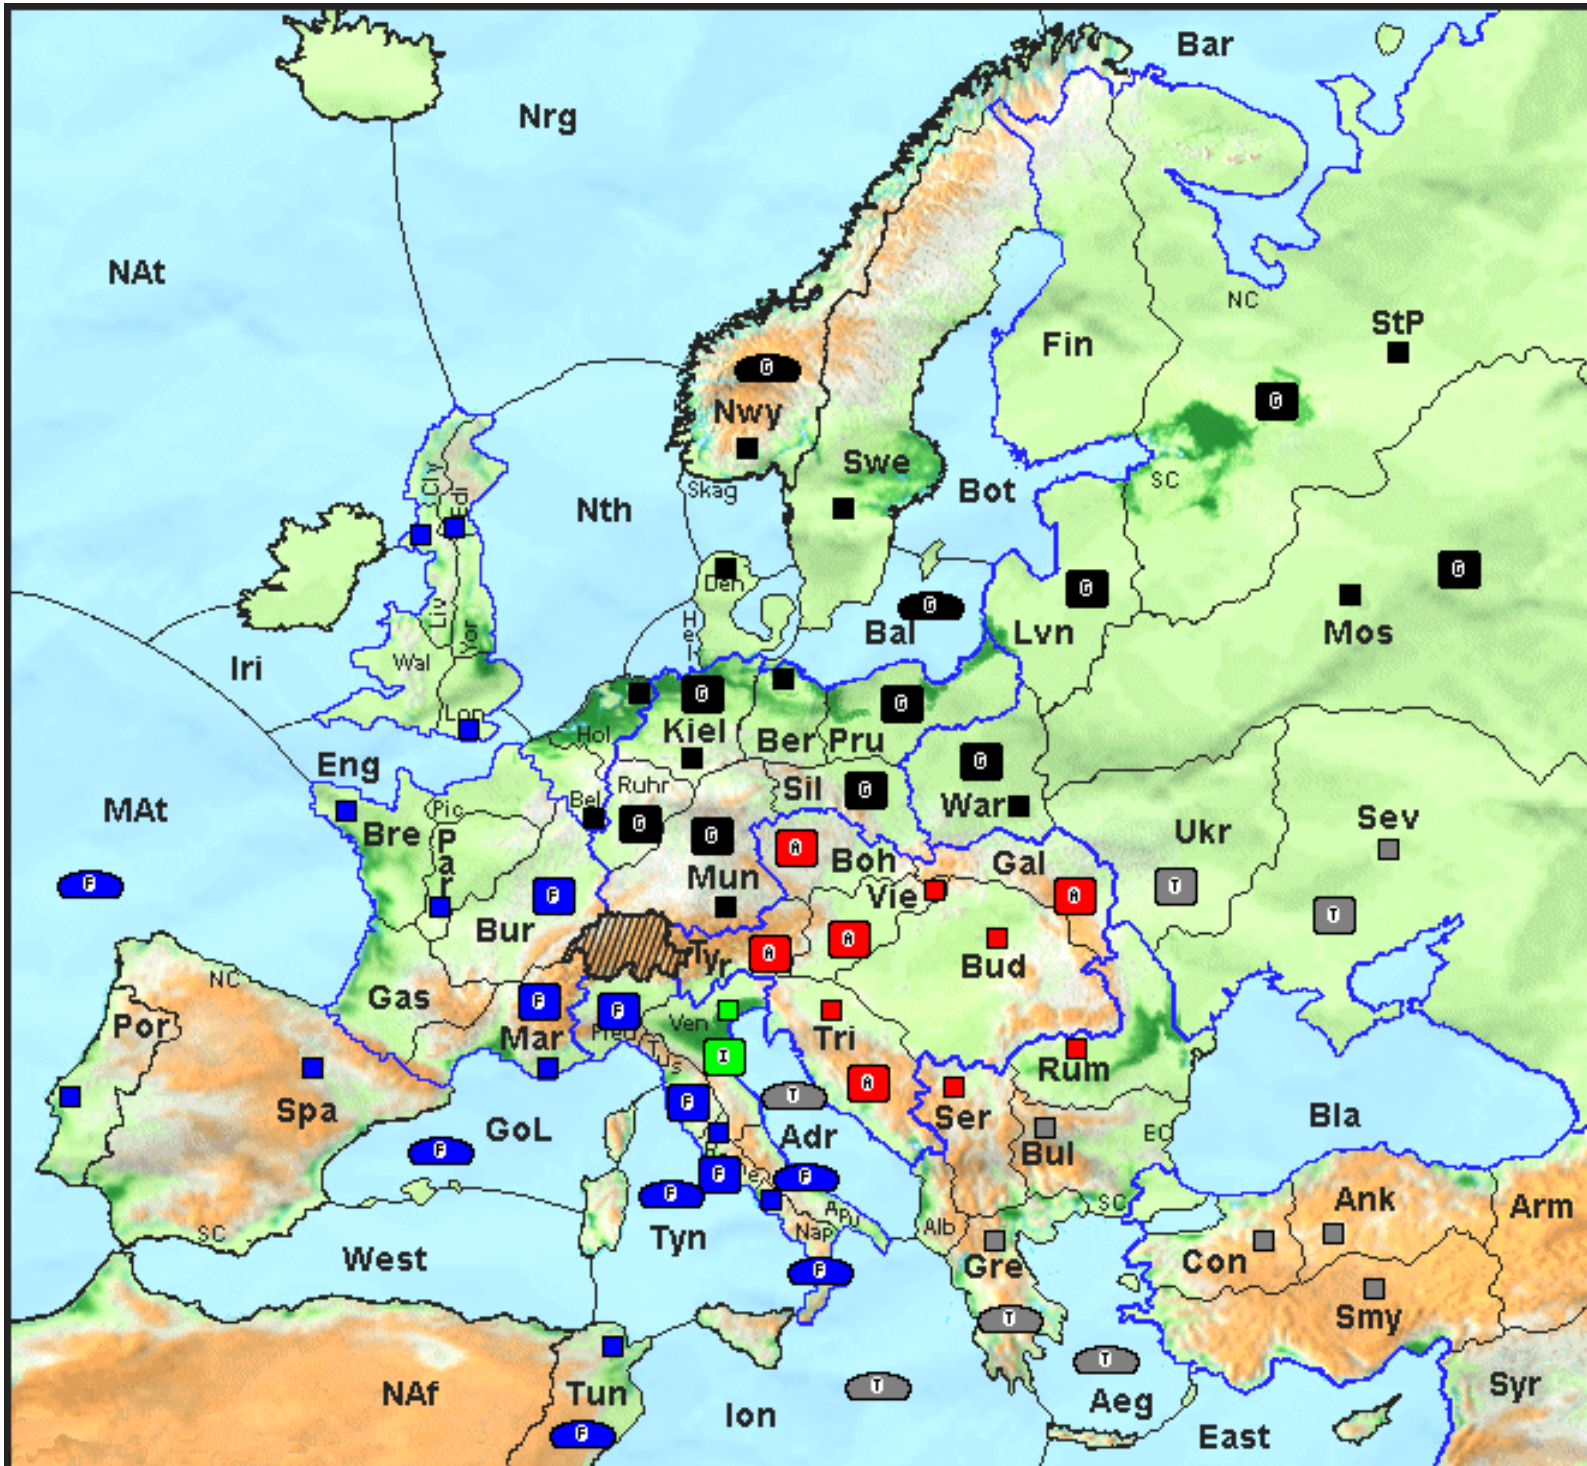 Bar
Nrg
NAt
NC
StP
Fin
G
G
Nwy
Swe
Cly
Edi
Skag
Bot
SC
Nth
Den
G
G
G
Bal
Lvn
Mos
Hel
Liv
Yor
Wal
Iri
Lon
G
G
Hol
Kiel
Ber
Pru
G
Eng
Ruhr
Sil
G
War
MAt
Pic
Bel
G
G
Ukr
Sev
Bre
Par
A
Boh
Gal
F
F
Mun
Vie
A
T
T
Bur
Tyr
A
A
Bud
NC
Gas
F
F
Por
Mar
Pied
Ven
Tri
Rum
Tus
I
A
Spa
F
T
Ser
Bla
GoL
Adr
Bul
EC
F
F
F
F
Ank
Arm
SC
Tyn
Apu
Nap
Alb
SC
West
F
Gre
Con
T
Smy
NAf
Tun
Ion
T
T
Aeg
Syr
F
East